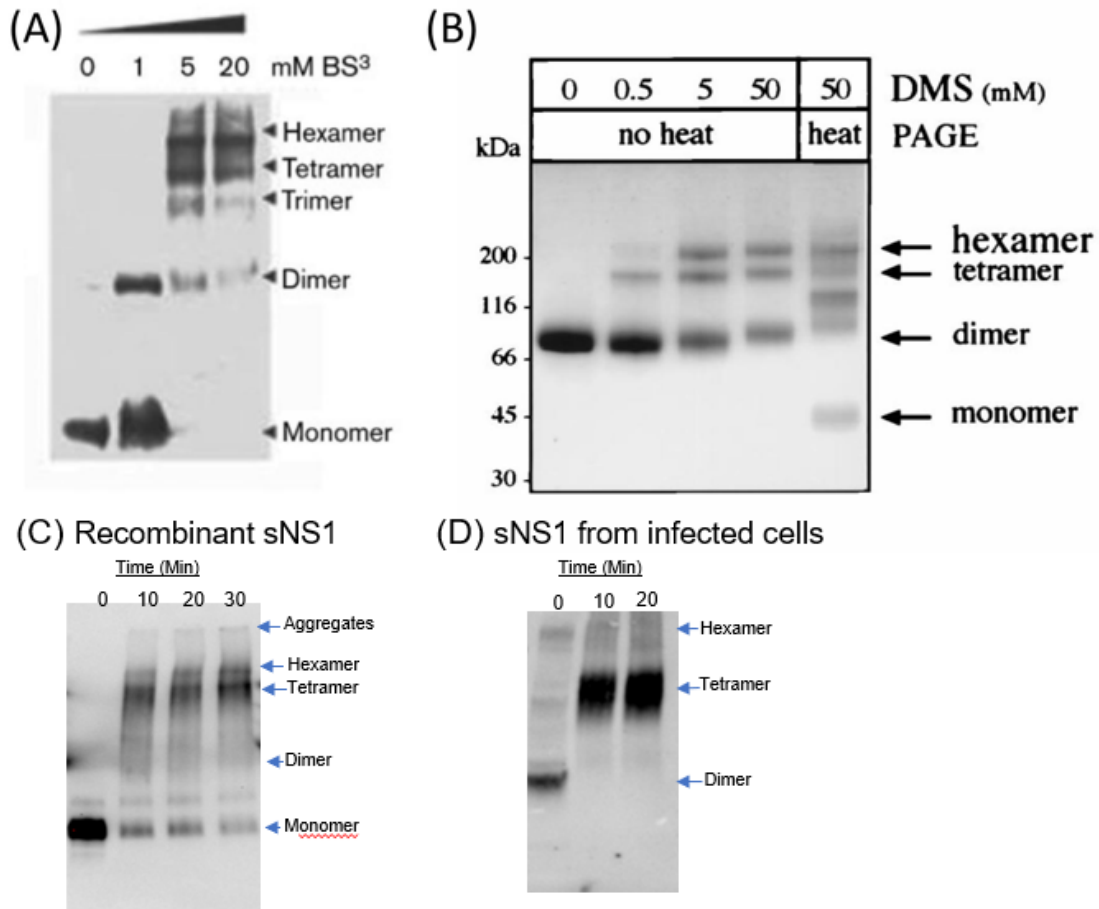 (A)
0 1 5 20 mM BS³
Hexamer
Tetramer
Trimer
Dimer
Monomer
(B)
0 0.5 5 50 50 DMS (mM)
no heat heat PAGE
kDa
200
116
66
45
30
hexamer
tetramer
dimer
monomer
(C) Recombinant sNS1
Time (Min)
0 10 20 30
Aggregates
Hexamer
Tetramer
Dimer
Monomer
(D) sNS1 from infected cells
Time (Min)
0 10 20
Hexamer
Tetramer
Dimer